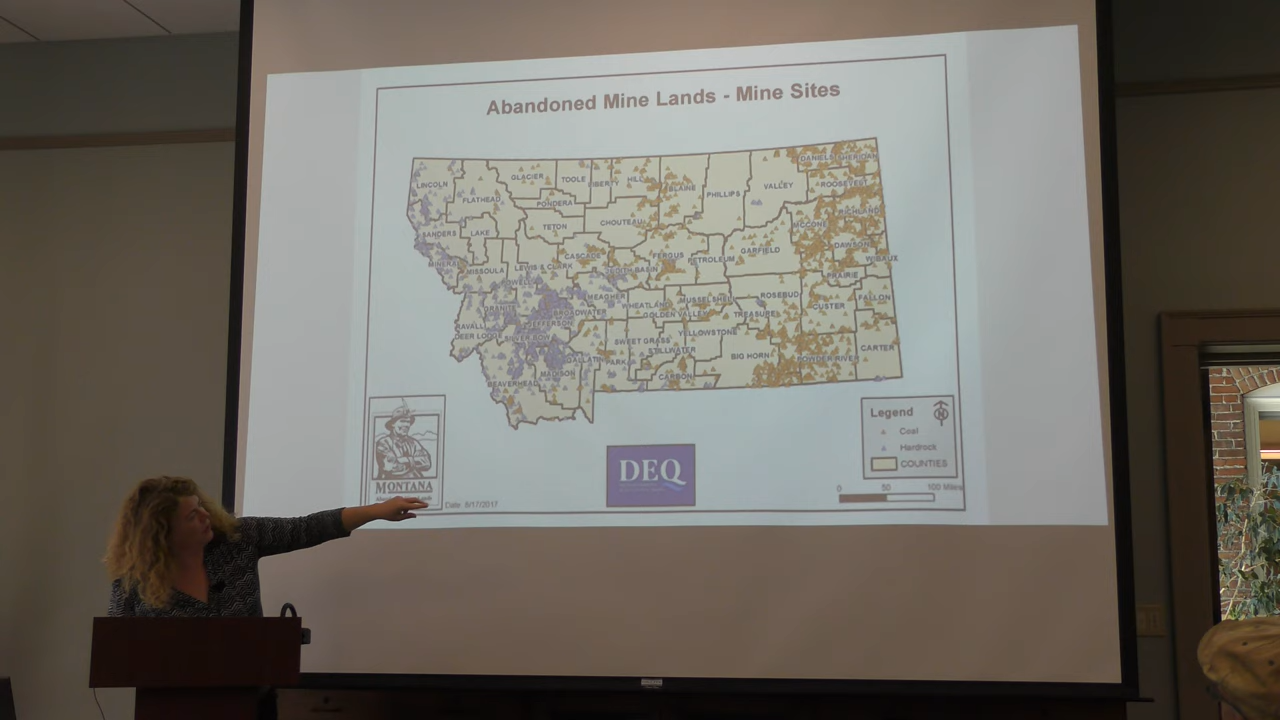 Abandoned Mine Lands - Mine Sites
DANIELS
SHERIDAN
LINCOLN
GLACIER
TOOLE
LIBERTY
HILL
BLAINE
PHILLIPS
VALLEY
ROOSEVELT
FLATHEAD
PONDERA
RICHLAND
SANDERS
LAKE
TETON
CHOUTEAU
MCCONE
MINERAL
MISSOULA
LEWIS & CLARK
CASCADE
JUDITH BASIN
FERGUS
PETROLEUM
GARFIELD
DAWSON
WIBAUX
PRAIRIE
POWELL
GRANITE
MEAGHER
WHEATLAND
MUSSELSHELL
ROSEBUD
CUSTER
FALLON
BROADWATER
GOLDEN VALLEY
TREASURE
RAVALLI
JEFFERSON
DEER LODGE
SILVER BOW
SWEET GRASS
YELLOWSTONE
GALLATIN
PARK
STILLWATER
BIG HORN
POWDER RIVER
CARTER
BEAVERHEAD
MADISON
CARBON
MONTANA
Date 8/17/2017
DEQ
Legend
N
Coal
Hardrock
COUNTIES
0 50 100 Miles